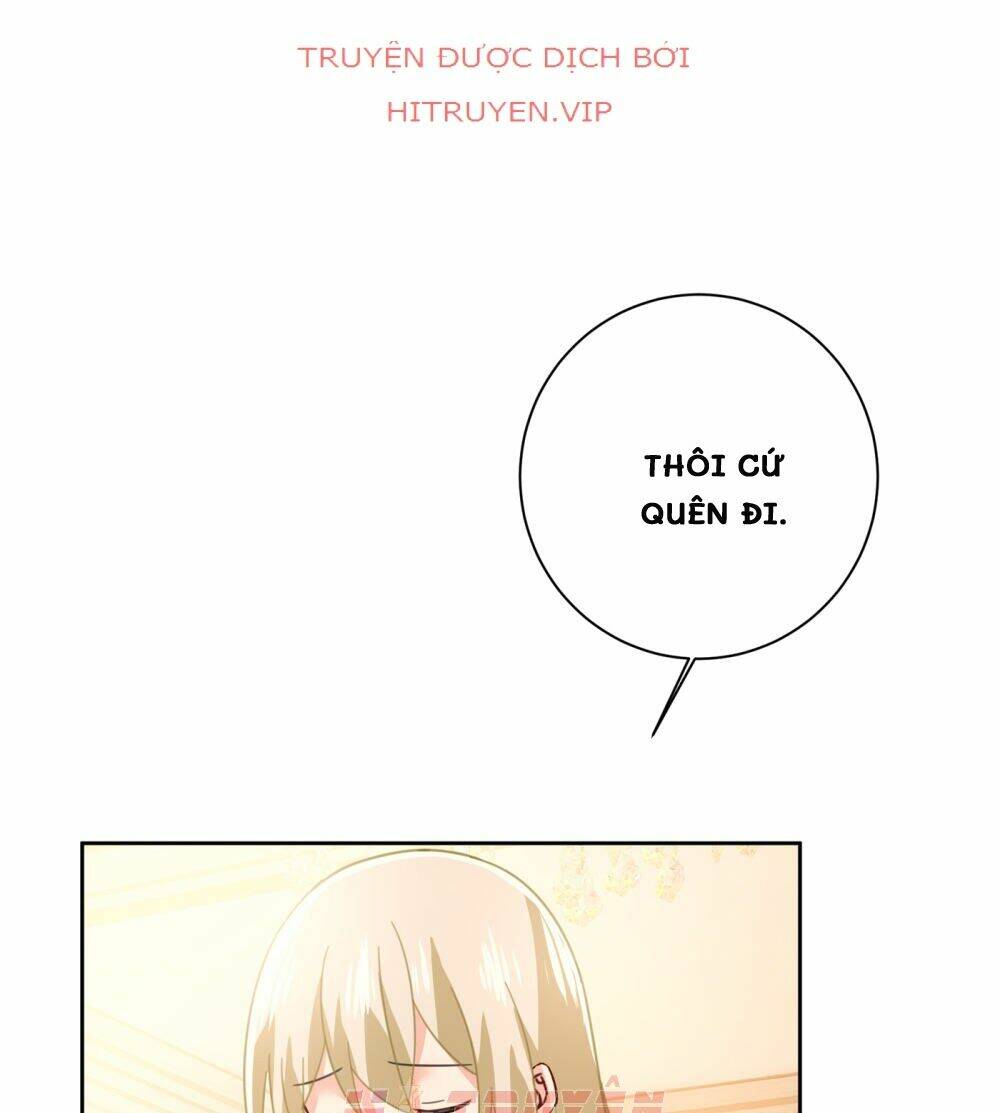 TRUYỆN ĐƯỢC DỊCH BỞI
HITRUYEN.VIP
THÔI CỨ
QUÊN ĐI.